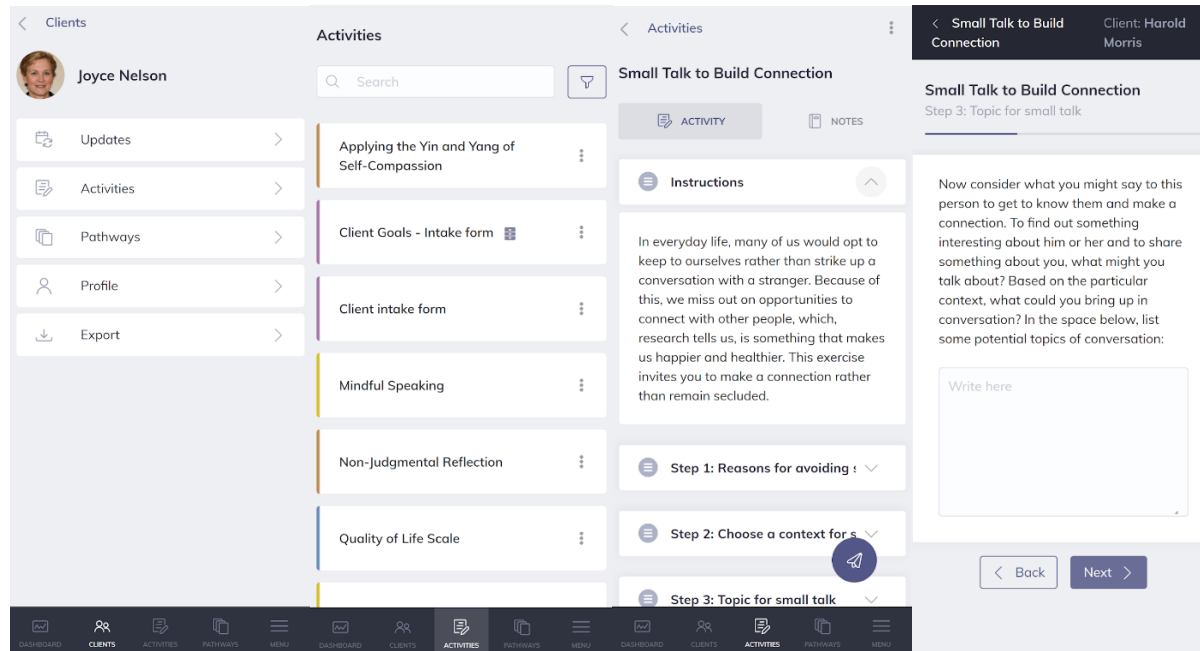 Clients
Joyce Nelson
Updates
Activities
Pathways
Profile
Export
DASHBOARD
CLIENTS
ACTIVITIES
PATHWAYS
MENU
Activities
Search
Applying the Yin and Yang of
Self-Compassion
Client Goals - Intake form
Client intake form
Mindful Speaking
Non-Judgmental Reflection
Quality of Life Scale
DASHBOARD
CLIENTS
ACTIVITIES
PATHWAYS
MENU
Activities
Small Talk to Build Connection
ACTIVITY
NOTES
Instructions
In everyday life, many of us would opt to
keep to ourselves rather than strike up a
conversation with a stranger. Because of
this, we miss out on opportunities to
connect with other people, which,
research tells us, is something that makes
us happier and healthier. This exercise
invites you to make a connection rather
than remain secluded.
Step 1: Reasons for avoiding s
Step 2: Choose a context for s
Step 3: Topic for small talk
DASHBOARD
CLIENTS
ACTIVITIES
PATHWAYS
MENU
Small Talk to Build
Connection
Client: Harold
Morris
Small Talk to Build Connection
Step 3: Topic for small talk
Now consider what you might say to this
person to get to know them and make a
connection. To find out something
interesting about him or her and to share
something about you, what might you
talk about? Based on the particular
context, what could you bring up in
conversation? In the space below, list
some potential topics of conversation:
Write here
Back
Next